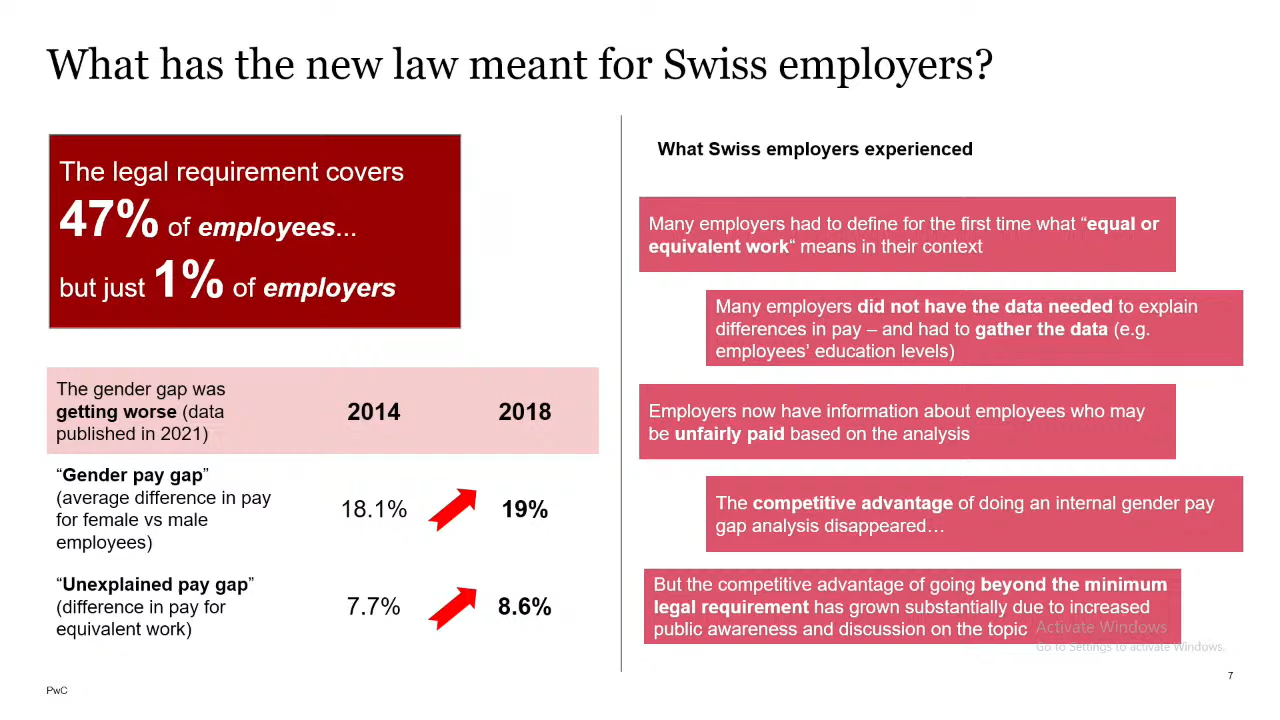 What has the new law meant for Swiss employers?
The legal requirement covers
47% of employees...
but just 1% of employers
The gender gap was
getting worse (data
published in 2021)
2014
2018
“Gender pay gap”
(average difference in pay
for female vs male
employees)
18.1%
19%
“Unexplained pay gap”
(difference in pay for
equivalent work)
7.7%
8.6%
What Swiss employers experienced
Many employers had to define for the first time what “equal or
equivalent work“ means in their context
Many employers did not have the data needed to explain
differences in pay – and had to gather the data (e.g.
employees’ education levels)
Employers now have information about employees who may
be unfairly paid based on the analysis
The competitive advantage of doing an internal gender pay
gap analysis disappeared…
But the competitive advantage of going beyond the minimum
legal requirement has grown substantially due to increased
public awareness and discussion on the topic
Activate Windows
Go to Settings to activate Windows.
PwC
7